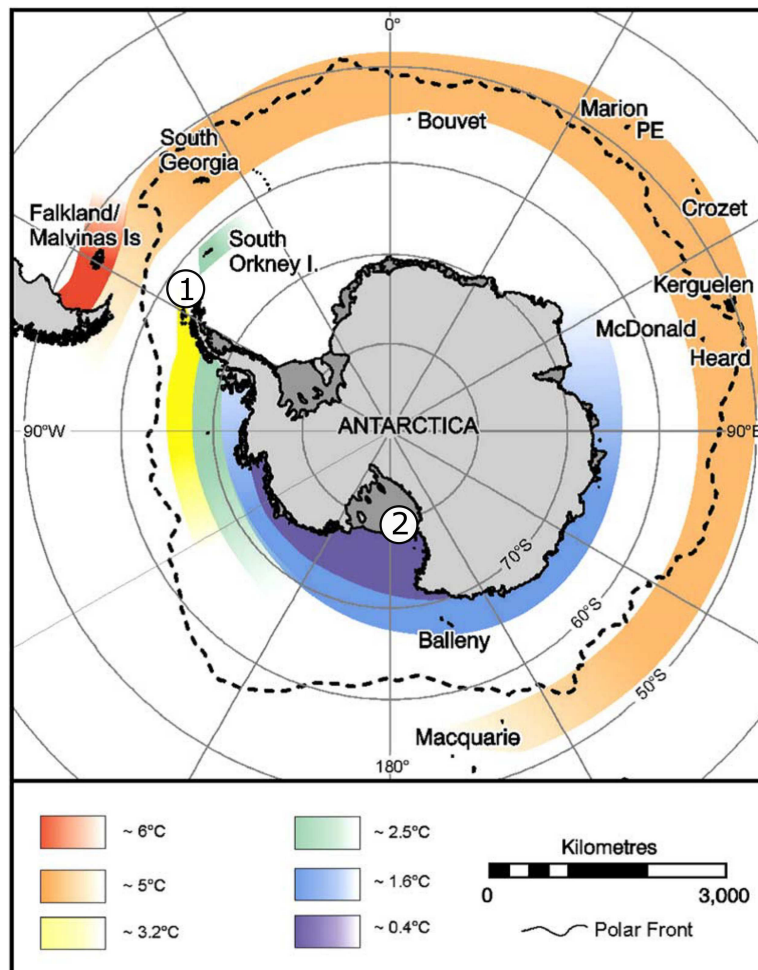 0°
Marion
PE
Bouvet
South
Georgia
Crozet
Falkland/
Malvinas Is
South
Orkney I.
Kerguelen
1
McDonald
Heard
90°W
ANTARCTICA
90°E
2
70°S
60°S
Balleny
50°S
Macquarie
180°
~ 6°C
~ 2.5°C
Kilometres
~ 5°C
~ 1.6°C
0
3,000
~ 3.2°C
~ 0.4°C
Polar Front